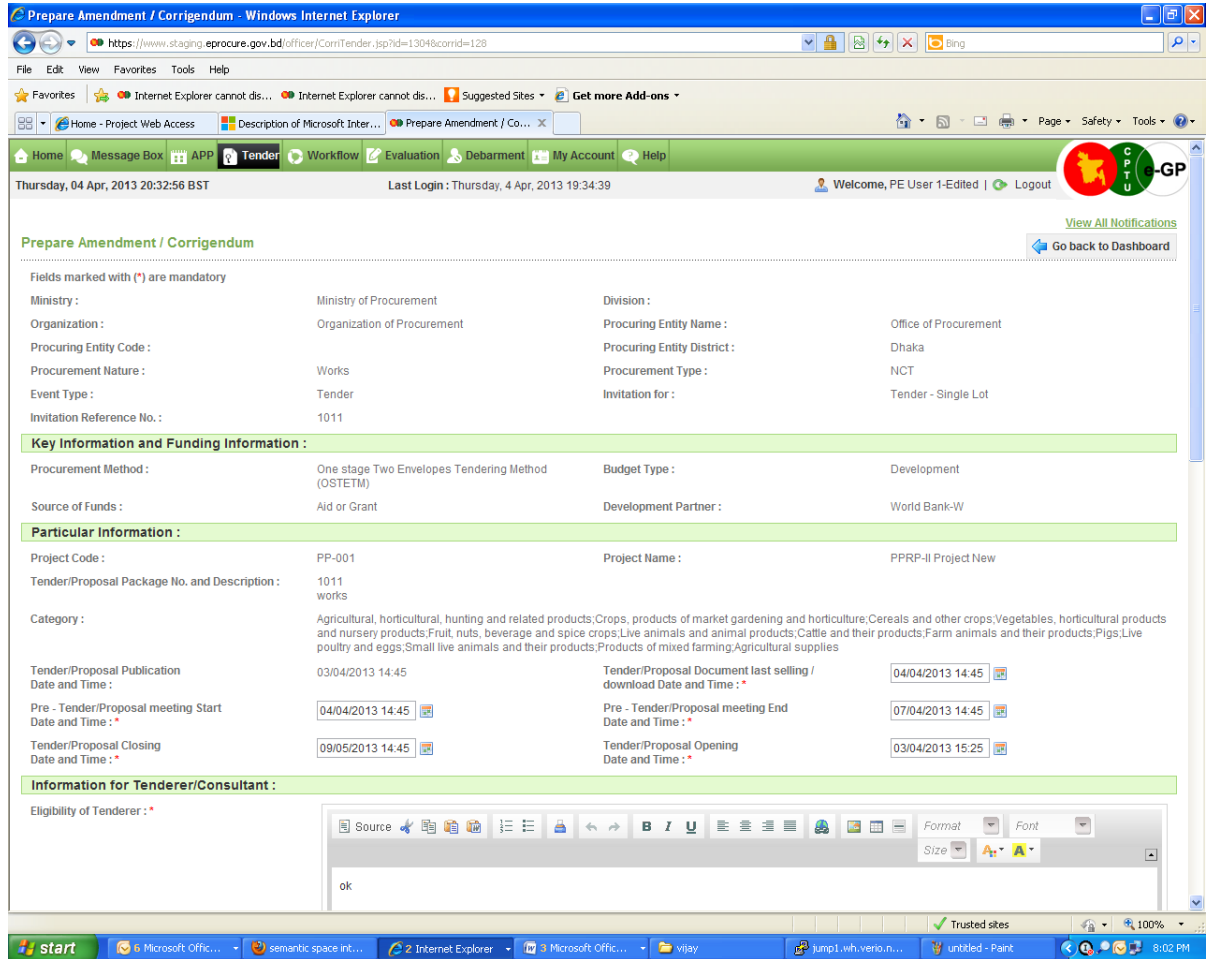 Prepare Amendment / Corrigendum - Windows Internet Explorer
https://www.staging.eprocure.gov.bd/officer/CorriTender.jsp?id=1304&corrid=128
Bing
File Edit View Favorites Tools Help
Favorites Internet Explorer cannot dis... Internet Explorer cannot dis... Suggested Sites Get more Add-ons
Home - Project Web Access Description of Microsoft Inter... Prepare Amendment / Co... X Page Safety Tools
Home Message Box APP Tender Workflow Evaluation Debarment My Account Help
CPTU e-GP
Thursday, 04 Apr, 2013 20:32:56 BST Last Login : Thursday, 4 Apr, 2013 19:34:39 Welcome, PE User 1-Edited | Logout
View All Notifications
Prepare Amendment / Corrigendum Go back to Dashboard
Fields marked with (*) are mandatory
Ministry : Ministry of Procurement Division :
Organization : Organization of Procurement Procuring Entity Name : Office of Procurement
Procuring Entity Code : Procuring Entity District : Dhaka
Procurement Nature : Works Procurement Type : NCT
Event Type : Tender Invitation for : Tender - Single Lot
Invitation Reference No. : 1011
Key Information and Funding Information :
Procurement Method : One stage Two Envelopes Tendering Method Budget Type : Development
(OSTETM)
Source of Funds : Aid or Grant Development Partner : World Bank-W
Particular Information :
Project Code : PP-001 Project Name : PPRP-II Project New
Tender/Proposal Package No. and Description : 1011
works
Category : Agricultural, horticultural, hunting and related products;Crops, products of market gardening and horticulture;Cereals and other crops;Vegetables, horticultural products
and nursery products;Fruit, nuts, beverage and spice crops;Live animals and animal products;Cattle and their products;Farm animals and their products;Pigs;Live
poultry and eggs;Small live animals and their products;Products of mixed farming;Agricultural supplies
Tender/Proposal Publication 03/04/2013 14:45 Tender/Proposal Document last selling / 04/04/2013 14:45
Date and Time : download Date and Time : *
Pre - Tender/Proposal meeting Start 04/04/2013 14:45 Pre - Tender/Proposal meeting End 07/04/2013 14:45
Date and Time : * Date and Time : *
Tender/Proposal Closing 09/05/2013 14:45 Tender/Proposal Opening 03/04/2013 15:25
Date and Time : * Date and Time : *
Information for Tenderer/Consultant :
Eligibility of Tenderer : *
Source B I U Format Font
Size A A
ok
Trusted sites 100%
start 6 Microsoft Offic... semantic space int... 2 Internet Explorer 3 Microsoft Offic... vijay jump1.wh.verio.n... untitled - Paint 8:02 PM